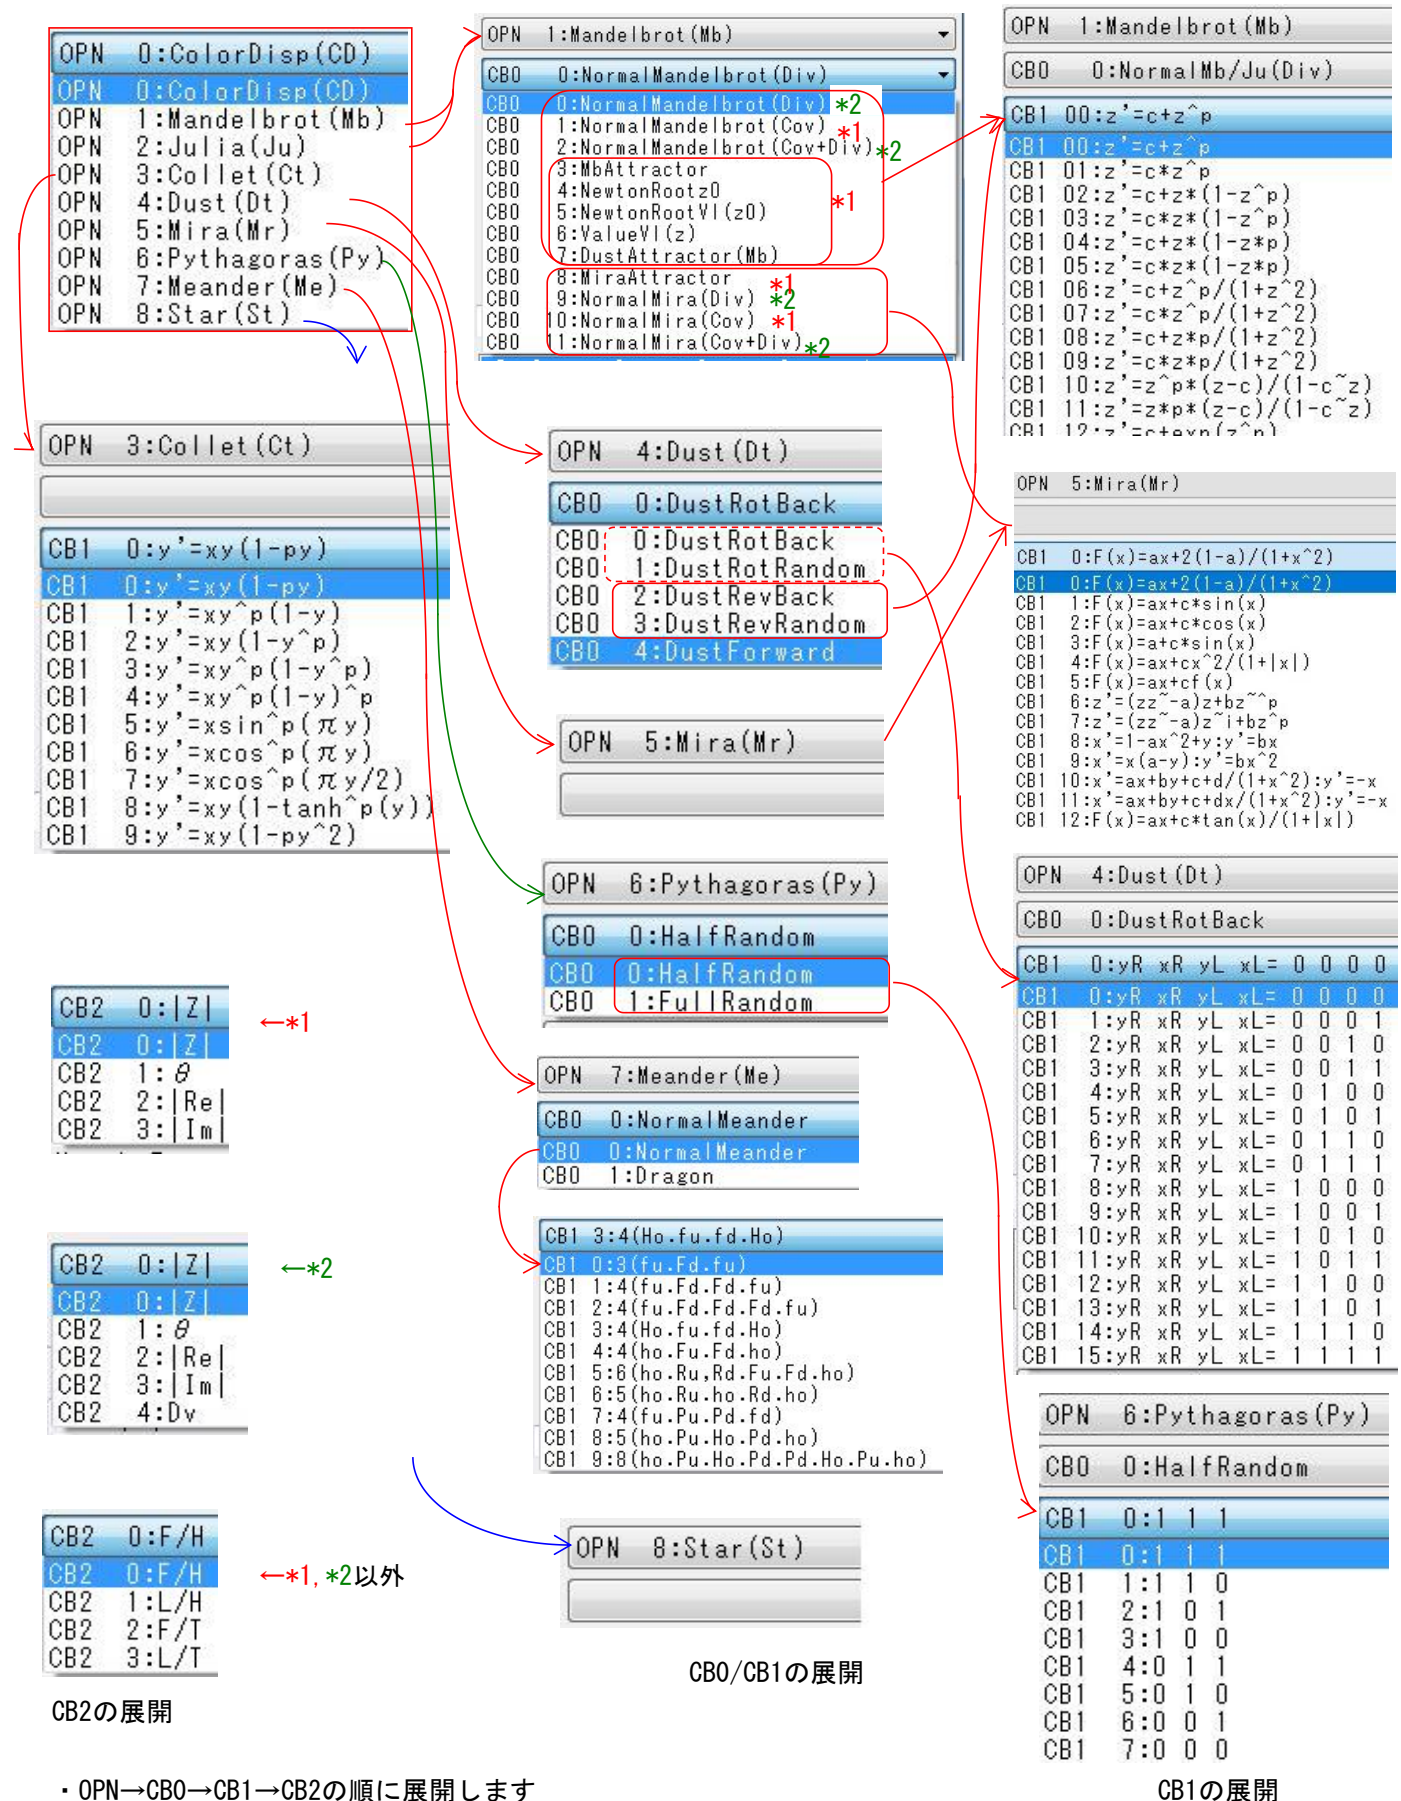 OPN 0:ColorDisp(CD)
OPN 0:ColorDisp(CD)
OPN 1:Mandelbrot(Mb)
OPN 2:Julia(Ju)
OPN 3:Collet(Ct)
OPN 4:Dust(Dt)
OPN 5:Mira(Mr)
OPN 6:Pythagoras(Py)
OPN 7:Meander(Me)
OPN 8:Star(St)
OPN 1:Mandelbrot(Mb)
CB0 0:NormalMandelbrot(Div)
CB0 0:NormalMandelbrot(Div) *2
CB0 1:NormalMandelbrot(Cov) *1
CB0 2:NormalMandelbrot(Cov+Div) *2
CB0 3:MbAttractor
CB0 4:NewtonRootz0
CB0 5:NewtonRootVl(z0) *1
CB0 6:ValueVl(z)
CB0 7:DustAttractor(Mb)
CB0 8:MiraAttractor *1
CB0 9:NormalMira(Div) *2
CB0 10:NormalMira(Cov) *1
CB0 11:NormalMira(Cov+Div) *2
OPN 1:Mandelbrot(Mb)
CB0 0:NormalMb/Ju(Div)
CB1 00:z'=c+z^p
CB1 00:z'=c+z^p
CB1 01:z'=c*z^p
CB1 02:z'=c+z*(1-z^p)
CB1 03:z'=c*z*(1-z^p)
CB1 04:z'=c+z*(1-z*p)
CB1 05:z'=c*z*(1-z*p)
CB1 06:z'=c+z^p/(1+z^2)
CB1 07:z'=c*z^p/(1+z^2)
CB1 08:z'=c+z*p/(1+z^2)
CB1 09:z'=c*z*p/(1+z^2)
CB1 10:z'=z^p*(z-c)/(1-c~z)
CB1 11:z'=z*p*(z-c)/(1-c~z)
CB1 12:z'=c+exp(z^p)
OPN 3:Collet(Ct)
CB1 0:y'=xy(1-py)
CB1 0:y'=xy(1-py)
CB1 1:y'=xy^p(1-y)
CB1 2:y'=xy(1-y^p)
CB1 3:y'=xy^p(1-y^p)
CB1 4:y'=xy^p(1-y)^p
CB1 5:y'=xsin^p(πy)
CB1 6:y'=xcos^p(πy)
CB1 7:y'=xcos^p(πy/2)
CB1 8:y'=xy(1-tanh^p(y))
CB1 9:y'=xy(1-py^2)
OPN 4:Dust(Dt)
CB0 0:DustRotBack
CB0 0:DustRotBack
CB0 1:DustRotRandom
CB0 2:DustRevBack
CB0 3:DustRevRandom
CB0 4:DustForward
OPN 5:Mira(Mr)
OPN 5:Mira(Mr)
CB1 0:F(x)=ax+2(1-a)/(1+x^2)
CB1 0:F(x)=ax+2(1-a)/(1+x^2)
CB1 1:F(x)=ax+c*sin(x)
CB1 2:F(x)=ax+c*cos(x)
CB1 3:F(x)=a+c*sin(x)
CB1 4:F(x)=ax+cx^2/(1+|x|)
CB1 5:F(x)=ax+cf(x)
CB1 6:z'=(zz~-a)z+bz~^p
CB1 7:z'=(zz~-a)z~i+bz^p
CB1 8:x'=1-ax^2+y:y'=bx
CB1 9:x'=x(a-y):y'=bx^2
CB1 10:x'=ax+by+c+d/(1+x^2):y'=-x
CB1 11:x'=ax+by+c+dx/(1+x^2):y'=-x
CB1 12:F(x)=ax+c*tan(x)/(1+|x|)
OPN 6:Pythagoras(Py)
CB0 0:HalfRandom
CB0 0:HalfRandom
CB0 1:FullRandom
OPN 4:Dust(Dt)
CB0 0:DustRotBack
CB1 0:yR xR yL xL= 0 0 0 0
CB1 0:yR xR yL xL= 0 0 0 0
CB1 1:yR xR yL xL= 0 0 0 1
CB1 2:yR xR yL xL= 0 0 1 0
CB1 3:yR xR yL xL= 0 0 1 1
CB1 4:yR xR yL xL= 0 1 0 0
CB1 5:yR xR yL xL= 0 1 0 1
CB1 6:yR xR yL xL= 0 1 1 0
CB1 7:yR xR yL xL= 0 1 1 1
CB1 8:yR xR yL xL= 1 0 0 0
CB1 9:yR xR yL xL= 1 0 0 1
CB1 10:yR xR yL xL= 1 0 1 0
CB1 11:yR xR yL xL= 1 0 1 1
CB1 12:yR xR yL xL= 1 1 0 0
CB1 13:yR xR yL xL= 1 1 0 1
CB1 14:yR xR yL xL= 1 1 1 0
CB1 15:yR xR yL xL= 1 1 1 1
CB2 0:|Z| ←*1
CB2 0:|Z|
CB2 1:θ
CB2 2:|Re|
CB2 3:|Im|
OPN 7:Meander(Me)
CB0 0:NormalMeander
CB0 0:NormalMeander
CB0 1:Dragon
CB1 3:4(Ho.fu.fd.Ho)
CB1 0:3(fu.Fd.fu)
CB1 1:4(fu.Fd.Fd.fu)
CB1 2:4(fu.Fd.Fd.Fd.fu)
CB1 3:4(Ho.fu.fd.Ho)
CB1 4:4(ho.Fu.Fd.ho)
CB1 5:6(ho.Ru,Rd.Fu.Fd.ho)
CB1 6:5(ho.Ru.ho.Rd.ho)
CB1 7:4(fu.Pu.Pd.fd)
CB1 8:5(ho.Pu.Ho.Pd.ho)
CB1 9:8(ho.Pu.Ho.Pd.Pd.Ho.Pu.ho)
CB2 0:|Z| ←*2
CB2 0:|Z|
CB2 1:θ
CB2 2:|Re|
CB2 3:|Im|
CB2 4:Dv
OPN 6:Pythagoras(Py)
CB0 0:HalfRandom
CB1 0:1 1 1
CB1 0:1 1 1
CB1 1:1 1 0
CB1 2:1 0 1
CB1 3:1 0 0
CB1 4:0 1 1
CB1 5:0 1 0
CB1 6:0 0 1
CB1 7:0 0 0
CB2 0:F/H
CB2 0:F/H ←*1,*2以外
CB2 1:L/H
CB2 2:F/T
CB2 3:L/T
OPN 8:Star(St)
CB0/CB1の展開
CB2の展開
・OPN→CB0→CB1→CB2の順に展開します
CB1の展開